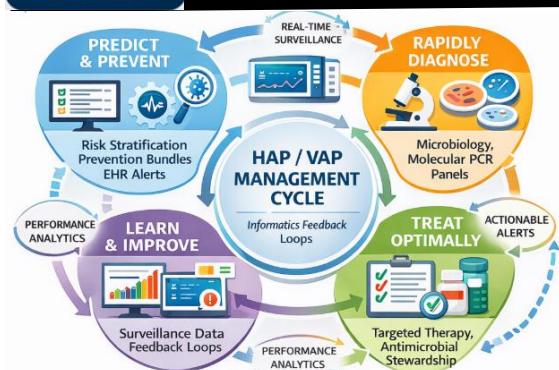 REAL-TIME
SURVEILLANCE
PREDICT
& PREVENT
Risk Stratification
Prevention Bundles
EHR Alerts
RAPIDLY
DIAGNOSE
Microbiology,
Molecular PCR
Panels
HAP / VAP
MANAGEMENT
CYCLE
Informatics Feedback
Loops
PERFORMANCE
ANALYTICS
LEARN
& IMPROVE
Surveillance Data
Feedback Loops
TREAT
OPTIMALLY
Targeted Therapy,
Antimicrobial
Stewardship
ACTIONABLE
ALERTS
PERFORMANCE
ANALYTICS